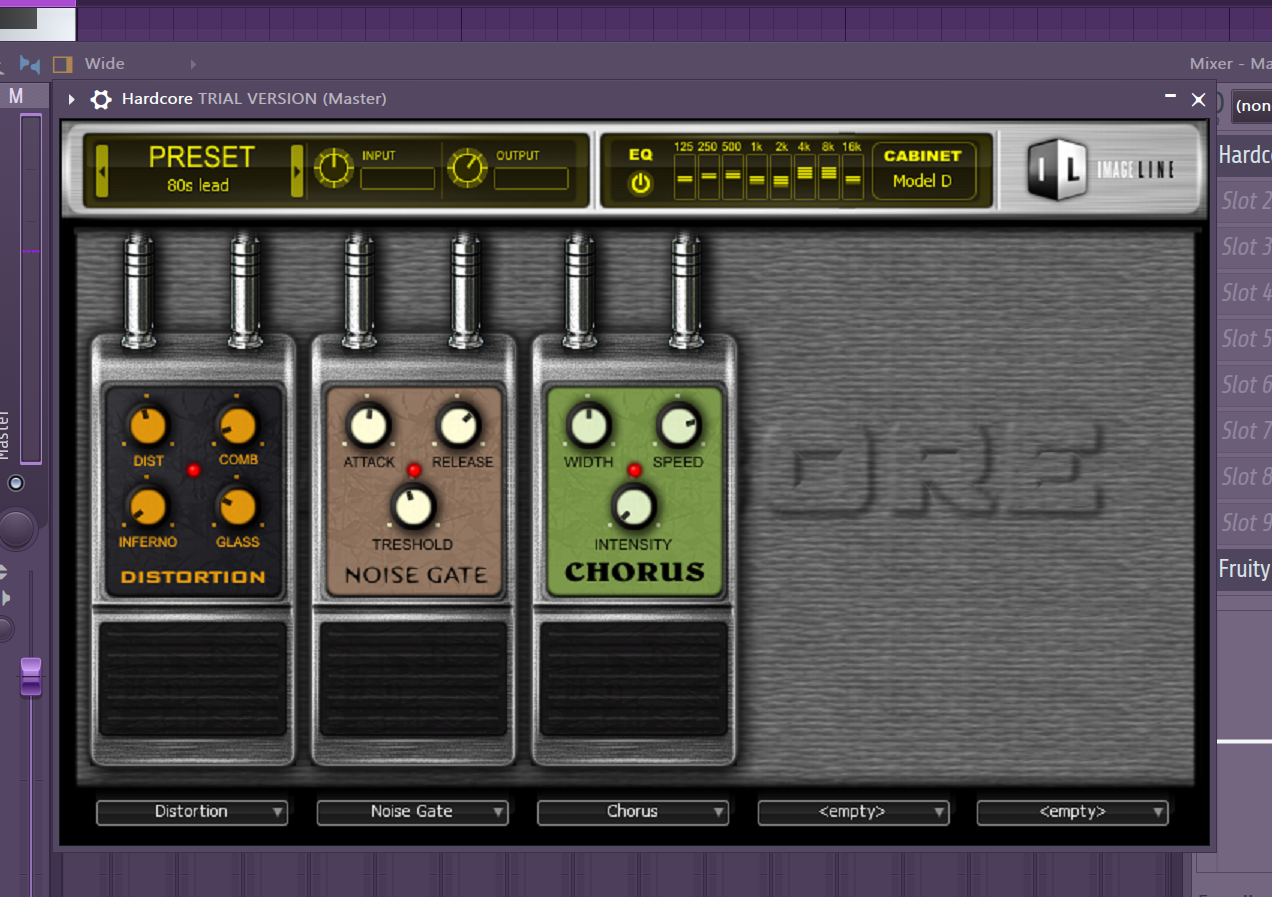 Wide
Mixer - Ma
M
Hardcore TRIAL VERSION (Master)
(non
PRESET
80s lead
INPUT
OUTPUT
EQ
125 250 500 1k 2k 4k 8k 16k
CABINET
Model D
I L
IMAGE LINE
Hardc
Slot 2
Slot 3
Slot 4
Slot 5
Slot 6
Slot 7
Slot 8
Slot 9
Fruity
Master
ORE
DIST
COMB
INFERNO
GLASS
DISTORTION
ATTACK
RELEASE
TRESHOLD
NOISE GATE
WIDTH
SPEED
INTENSITY
CHORUS
Distortion
Noise Gate
Chorus
<empty>
<empty>